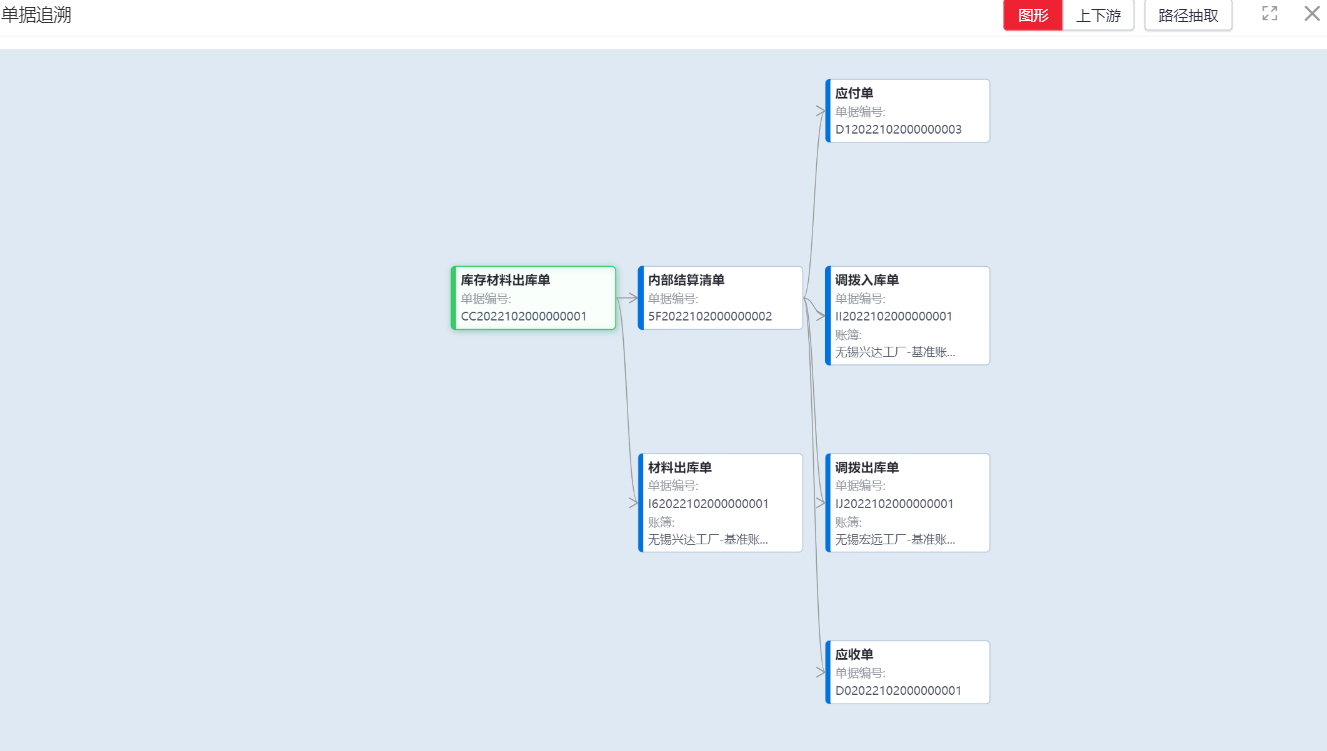 单据追溯
图形
上下游
路径抽取
应付单
单据编号:
D12022102000000003
库存材料出库单
单据编号:
CC2022102000000001
内部结算清单
单据编号:
5F2022102000000002
调拨入库单
单据编号:
II2022102000000001
账簿:
无锡兴达工厂-基准账...
材料出库单
单据编号:
I62022102000000001
账簿:
无锡兴达工厂-基准账...
调拨出库单
单据编号:
IJ2022102000000001
账簿:
无锡宏远工厂-基准账...
应收单
单据编号:
D02022102000000001